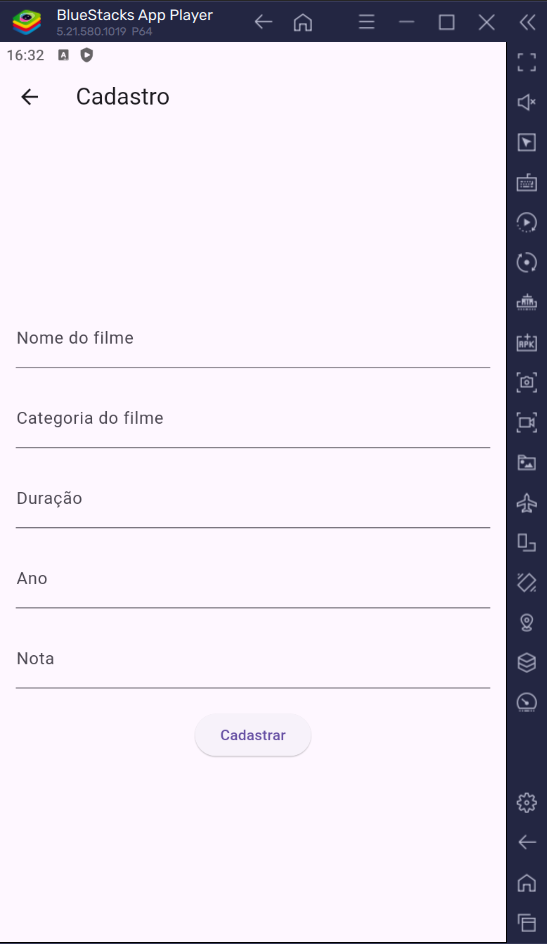 BlueStacks App Player
5.21.580.1019 P64
16:32
Cadastro
Nome do filme
Categoria do filme
Duração
Ano
Nota
Cadastrar
APK